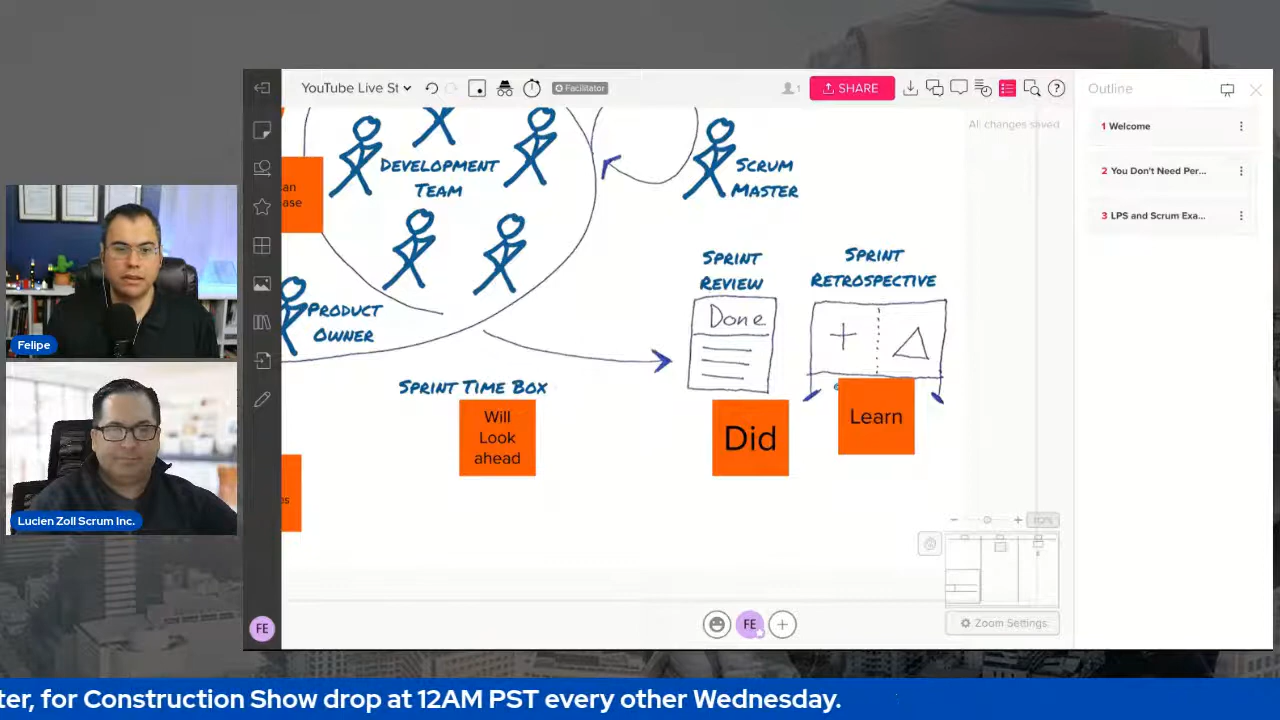 YouTube Live St
Facilitator
1
SHARE
?
Outline
All changes saved
1 Welcome
2 You Don't Need Per...
3 LPS and Scrum Exa...
DEVELOPMENT
TEAM
SCRUM
MASTER
an
ase
SPRINT
REVIEW
SPRINT
RETROSPECTIVE
Done
PRODUCT
OWNER
SPRINT TIME BOX
Will
Look
ahead
Did
Learn
Felipe
Lucien Zoll Scrum Inc.
FE
FE
Zoom Settings
ter, for Construction Show drop at 12AM PST every other Wednesday.